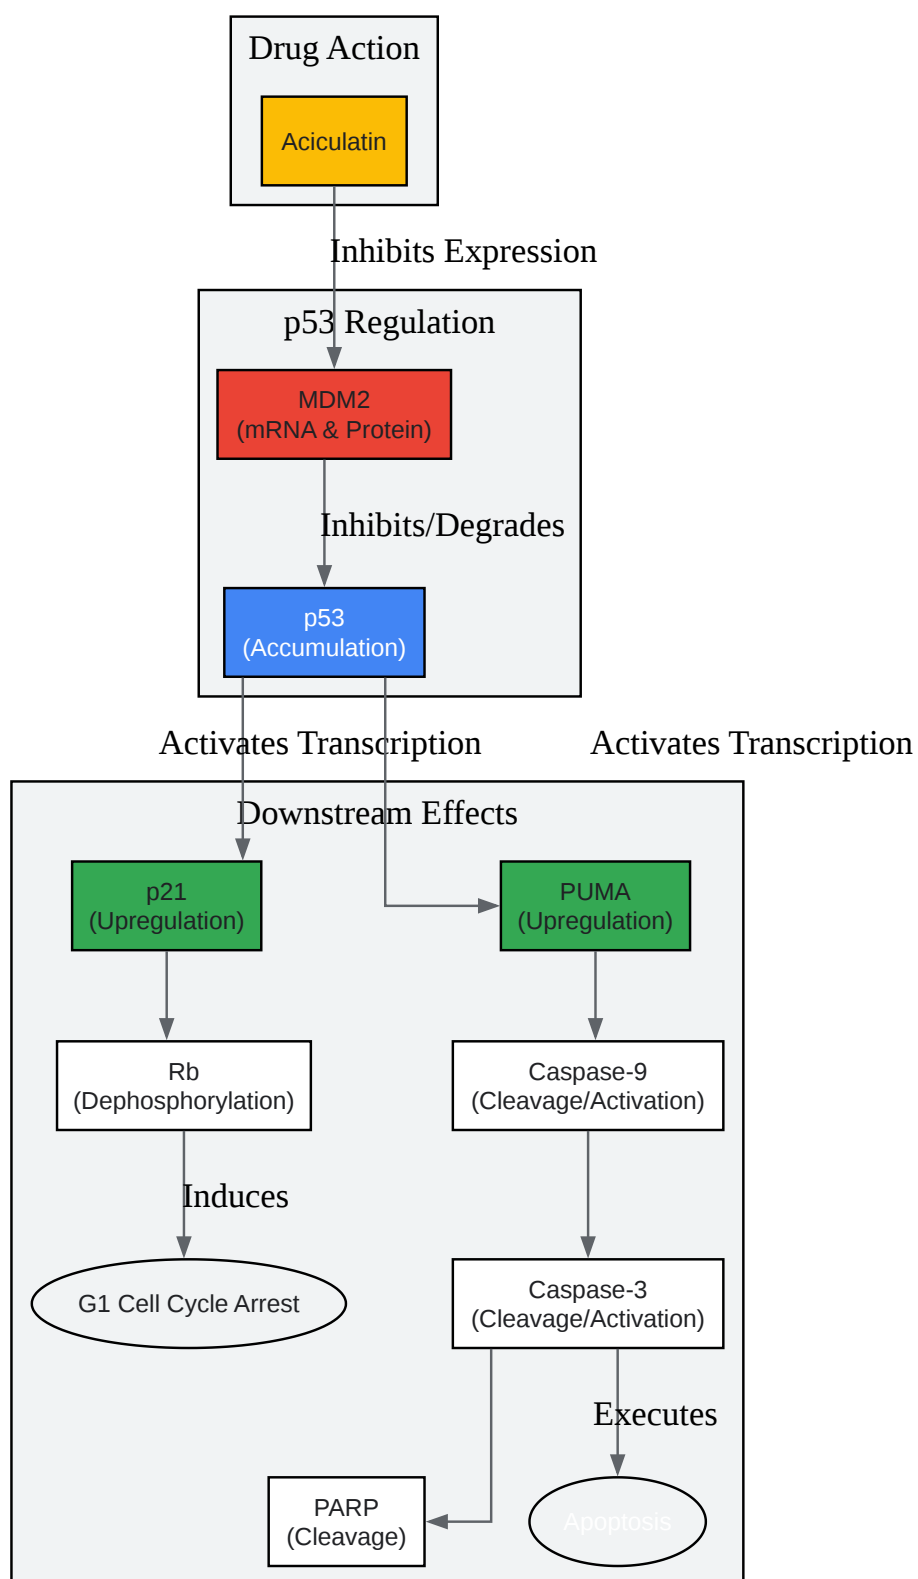 Drug Action
Aciculatin
Inhibits Expression
p53 Regulation
MDM2
(mRNA & Protein)
Inhibits/Degrades
p53
(Accumulation)
Activates Transcription
Activates Transcription
Downstream Effects
p21
(Upregulation)
PUMA
(Upregulation)
Rb
(Dephosphorylation)
Caspase-9
(Cleavage/Activation)
Induces
G1 Cell Cycle Arrest
Caspase-3
(Cleavage/Activation)
Executes
PARP
(Cleavage)
Apoptosis